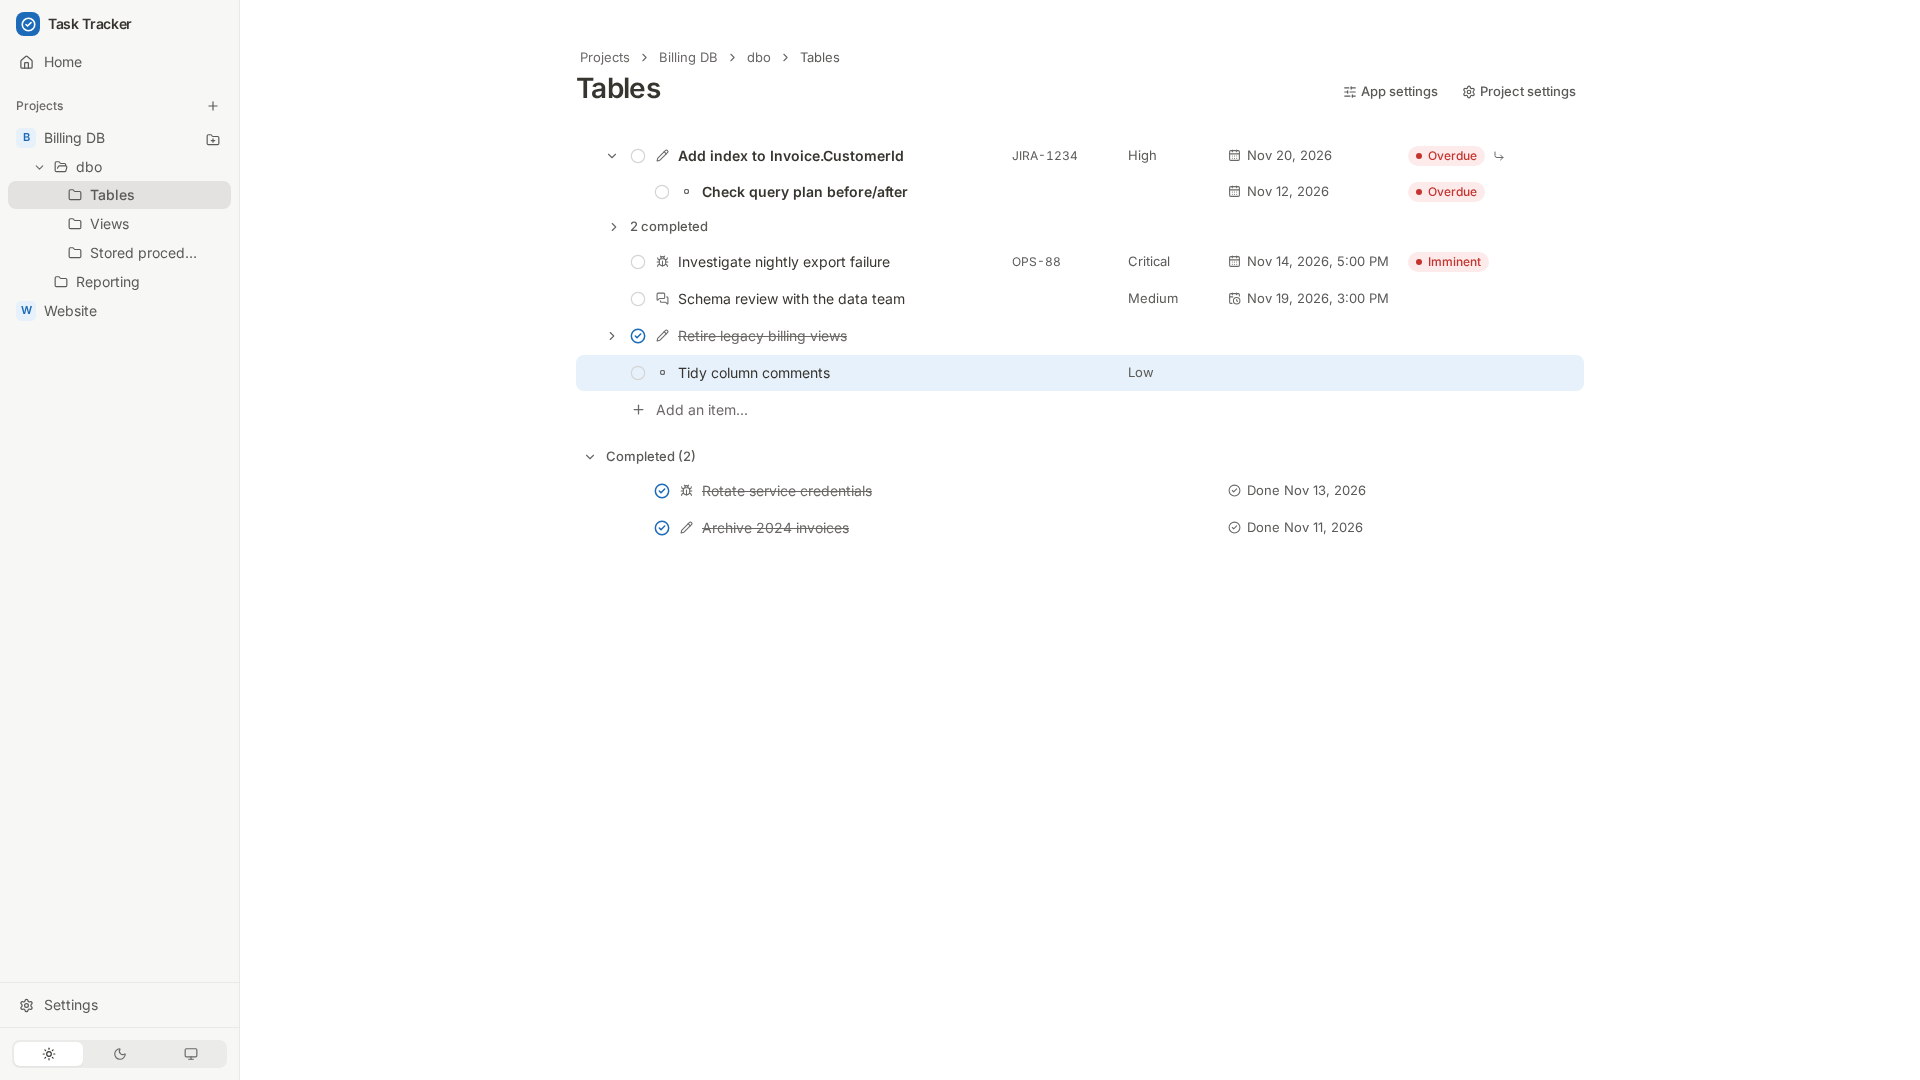 Task Tracker
Home
Projects
B Billing DB
dbo
Tables
Views
Stored proced...
Reporting
W Website
Settings
Projects > Billing DB > dbo > Tables
Tables
App settings
Project settings
Add index to Invoice.CustomerId JIRA-1234 High Nov 20, 2026 Overdue
Check query plan before/after Nov 12, 2026 Overdue
2 completed
Investigate nightly export failure OPS-88 Critical Nov 14, 2026, 5:00 PM Imminent
Schema review with the data team Medium Nov 19, 2026, 3:00 PM
Retire legacy billing views
Tidy column comments Low
Add an item...
Completed (2)
Rotate service credentials Done Nov 13, 2026
Archive 2024 invoices Done Nov 11, 2026